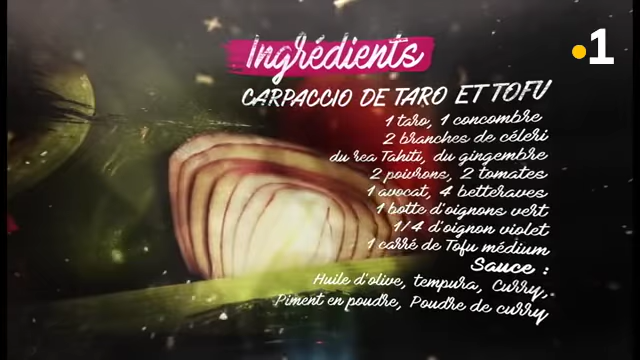 Ingrédients
1
CARPACCIO DE TARO ET TOFU
1 taro, 1 concombre
2 branches de céleri
du rea Tahiti, du gingembre
2 poivrons, 2 tomates
1 avocat, 4 betteraves
1 botte d'oignons vert
1/4 d'oignon violet
1 carré de Tofu médium
Sauce :
Huile d'olive, tempura, Curry,
Piment en poudre, Poudre de curry